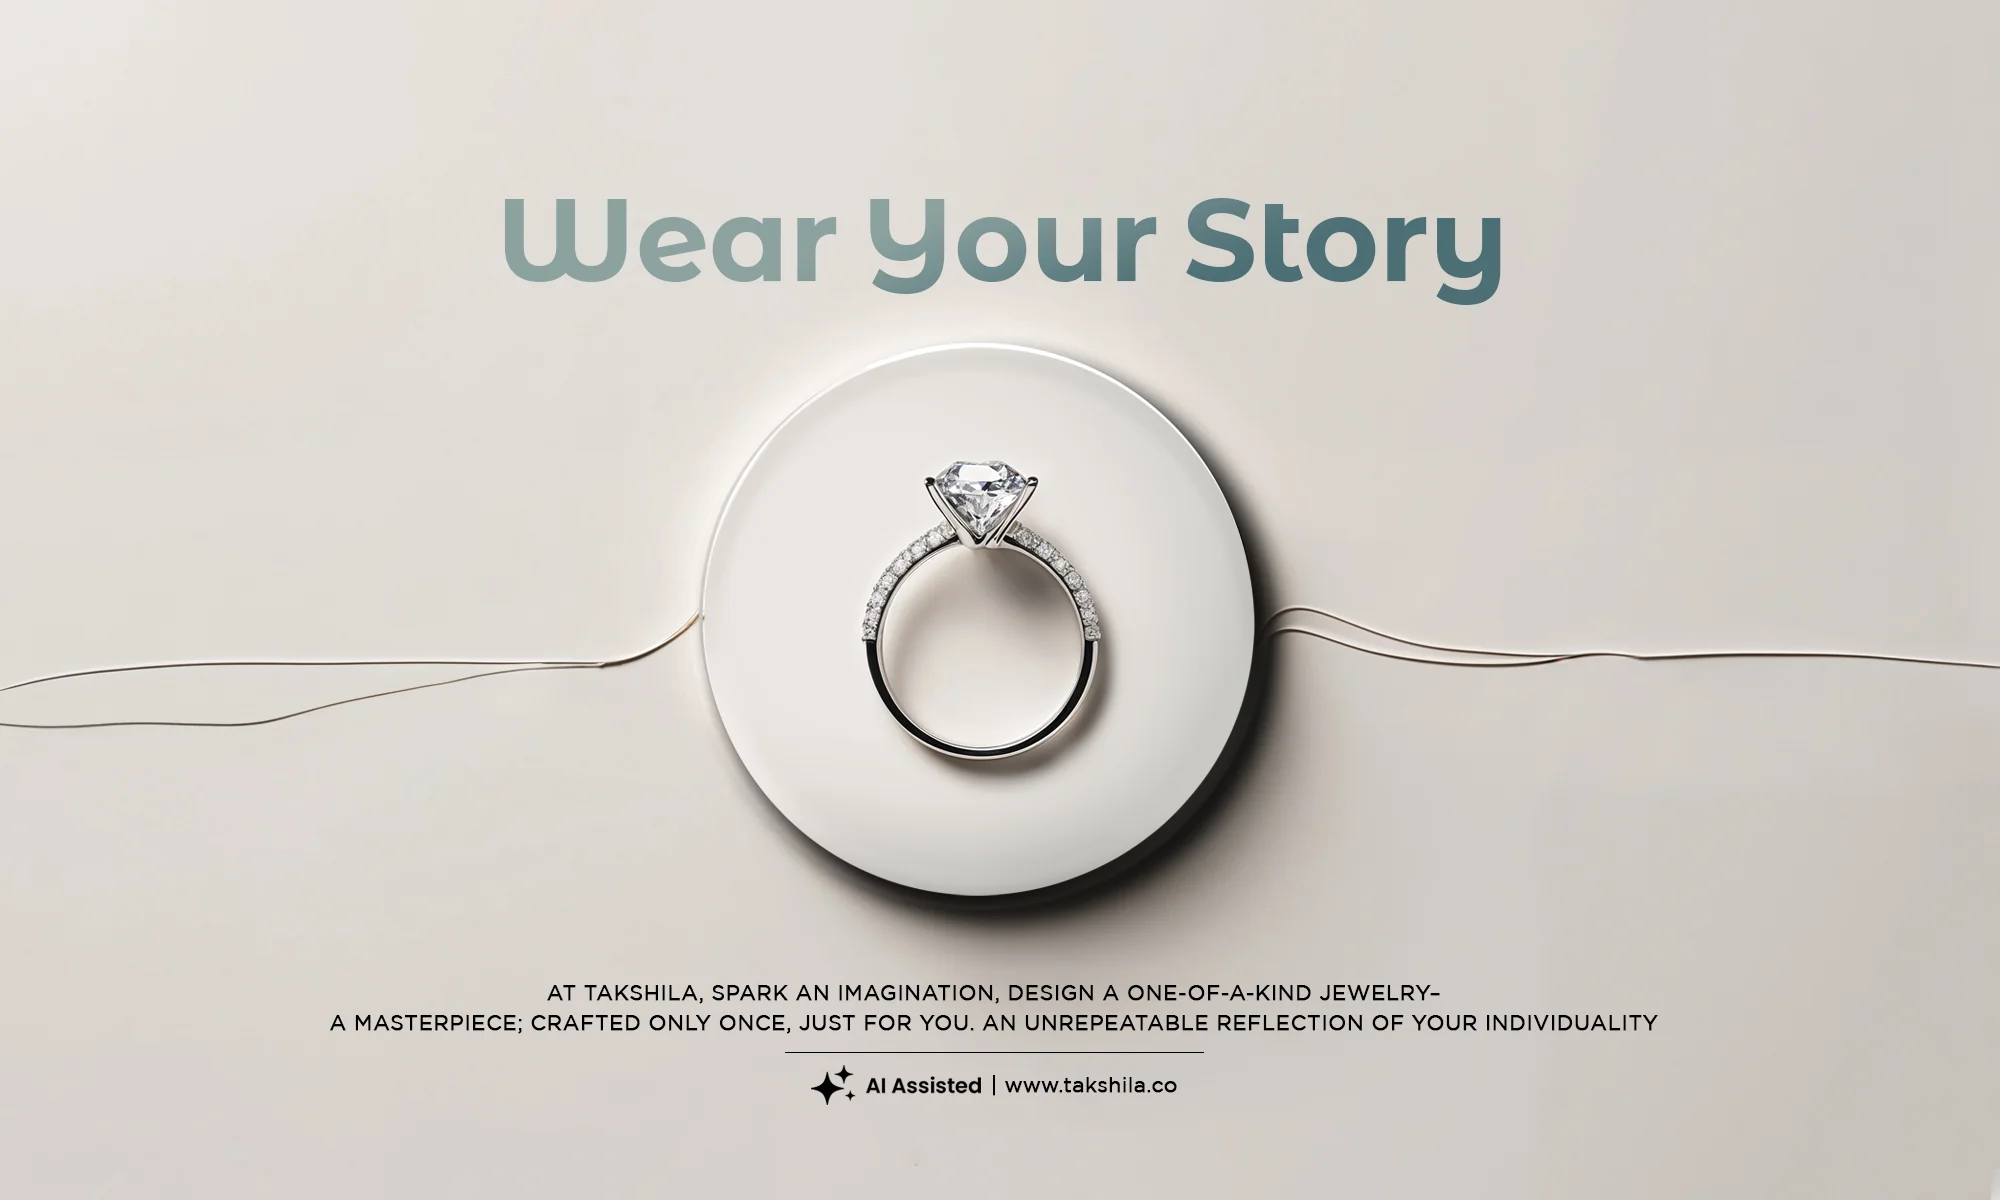 Wear Your Story
AT TAKSHILA, SPARK AN IMAGINATION, DESIGN A ONE-OF-A-KIND JEWELRY–
A MASTERPIECE; CRAFTED ONLY ONCE, JUST FOR YOU. AN UNREPEATABLE REFLECTION OF YOUR INDIVIDUALITY
AI Assisted | www.takshila.co